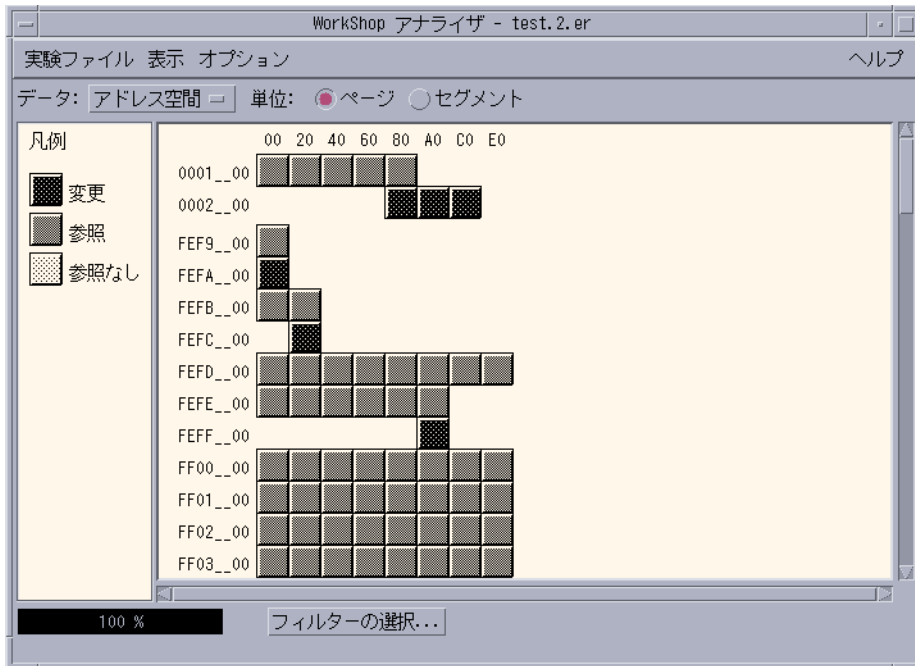 WorkShop アナライザ - test.2.er
実験ファイル 表示 オプション ヘルプ
データ: アドレス空間 単位: ページ セグメント
凡例
変更
参照
参照なし
00 20 40 60 80 A0 C0 E0
0001__00
0002__00
FEF9__00
FEFA__00
FEFB__00
FEFC__00
FEFD__00
FEFE__00
FEFF__00
FF00__00
FF01__00
FF02__00
FF03__00
100 %
フィルターの選択...